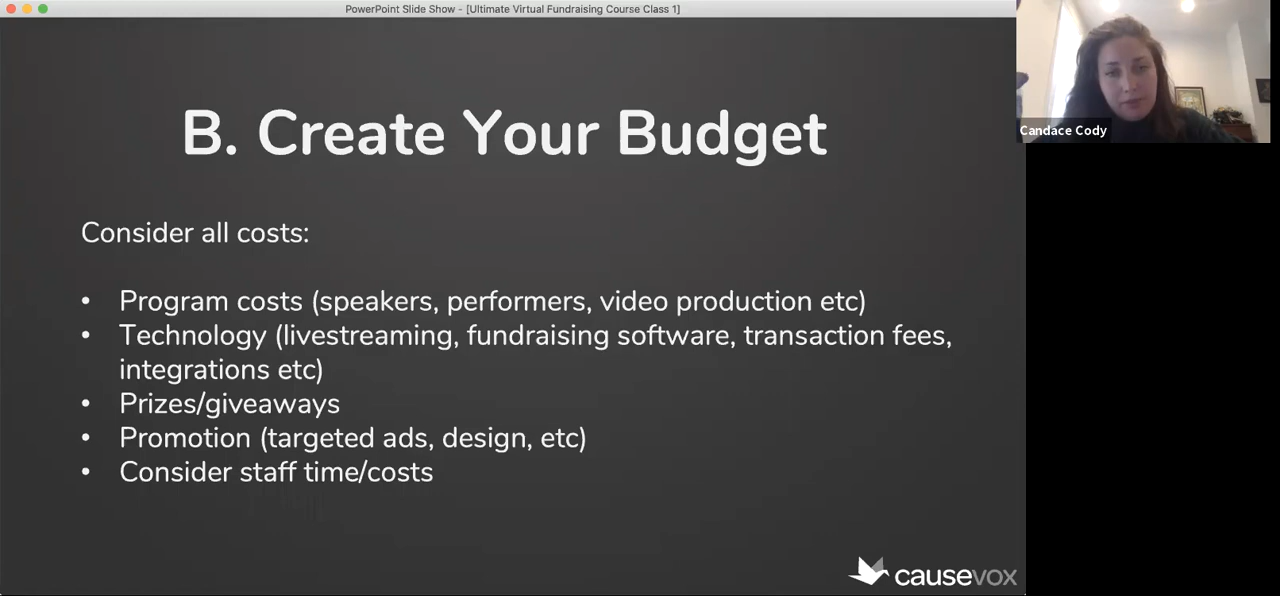 PowerPoint Slide Show - [Ultimate Virtual Fundraising Course Class 1]
Candace Cody
B. Create Your Budget
Consider all costs:
• Program costs (speakers, performers, video production etc)
• Technology (livestreaming, fundraising software, transaction fees,
integrations etc)
• Prizes/giveaways
• Promotion (targeted ads, design, etc)
• Consider staff time/costs
causevox